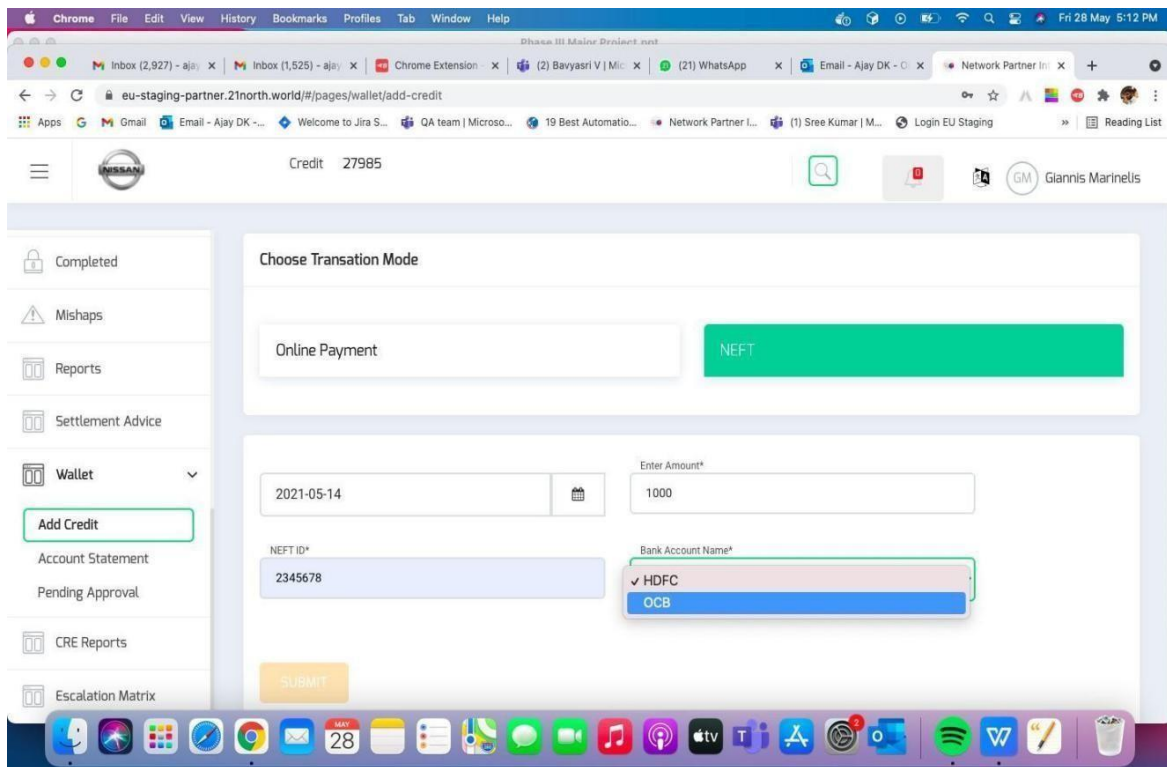 Chrome File Edit View History Bookmarks Profiles Tab Window Help Fri 28 May 5:12 PM
Phase III Major Project.ppt
Inbox (2,927) - ajay Inbox (1,525) - ajay Chrome Extension (2) Bavyasri V | Mic (21) WhatsApp Email - Ajay DK - O Network Partner Int
eu-staging-partner.21north.world/#/pages/wallet/add-credit
Apps Gmail Email - Ajay DK -... Welcome to Jira S... QA team | Microso... 19 Best Automatio... Network Partner I... (1) Sree Kumar | M... Login EU Staging » Reading List
NISSAN Credit 27985 0 GM Giannis Marinelis
Completed
Mishaps
Reports
Settlement Advice
Wallet
Add Credit
Account Statement
Pending Approval
CRE Reports
Escalation Matrix
Choose Transation Mode
Online Payment NEFT
Enter Amount*
2021-05-14 1000
NEFT ID* Bank Account Name*
2345678 ✓ HDFC
OCB
SUBMIT
MAY
28
tv
2